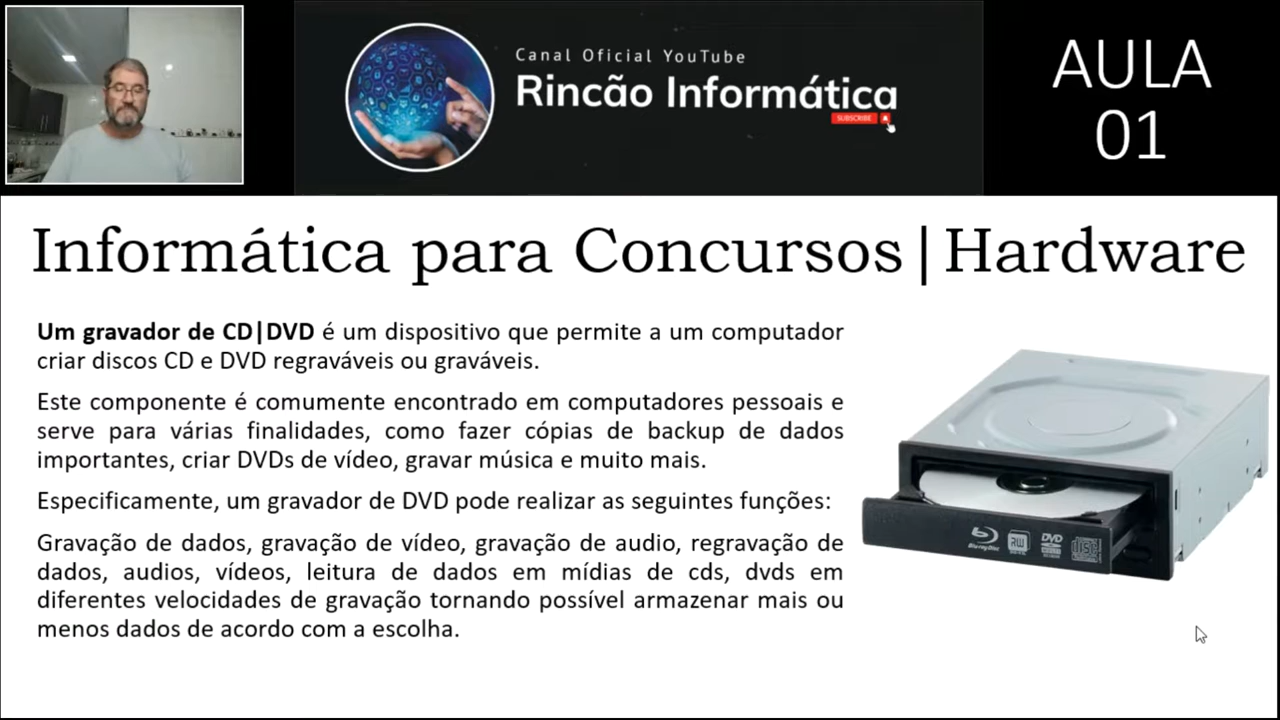 Canal Oficial YouTube
Rincão Informática
SUBSCRIBE
AULA
01
Informática para Concursos|Hardware
Um gravador de CD|DVD é um dispositivo que permite a um computador
criar discos CD e DVD regraváveis ou graváveis.
Este componente é comumente encontrado em computadores pessoais e
serve para várias finalidades, como fazer cópias de backup de dados
importantes, criar DVDs de vídeo, gravar música e muito mais.
Especificamente, um gravador de DVD pode realizar as seguintes funções:
Gravação de dados, gravação de vídeo, gravação de audio, regravação de
dados, audios, vídeos, leitura de dados em mídias de cds, dvds em
diferentes velocidades de gravação tornando possível armazenar mais ou
menos dados de acordo com a escolha.
Blu-rayDisc
RW
DVD